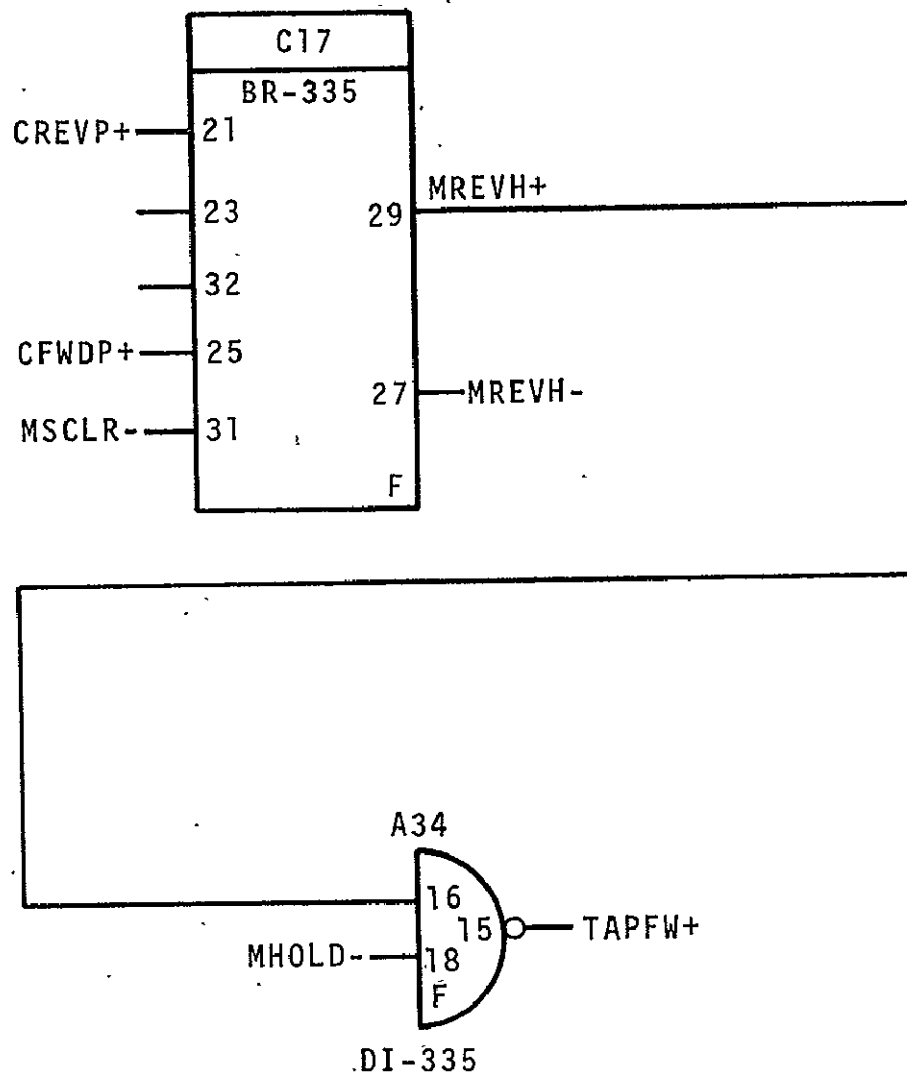 C17
BR-335
CREVP+ 21
MREVH+
23 29
32
CFWDP+ 25
27 MREVH-
MSCLR- 31
F
A34
16
15 TAPFW+
MHOLD- 18
F
DI-335